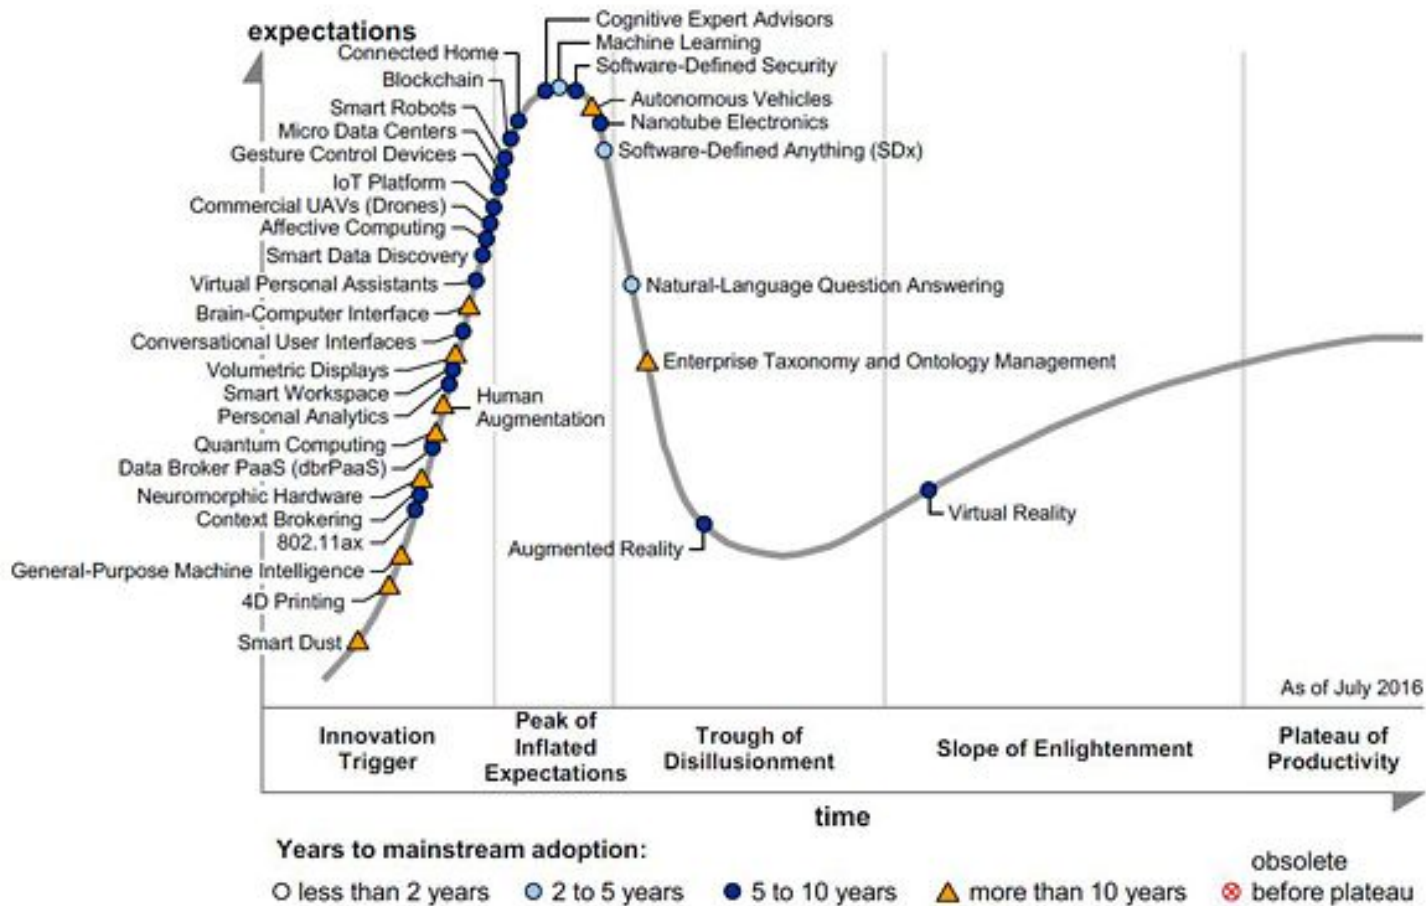 expectations
Cognitive Expert Advisors
Machine Learning
Software-Defined Security
Connected Home
Blockchain
Smart Robots
Micro Data Centers
Gesture Control Devices
IoT Platform
Commercial UAVs (Drones)
Affective Computing
Smart Data Discovery
Virtual Personal Assistants
Brain-Computer Interface
Conversational User Interfaces
Volumetric Displays
Smart Workspace
Personal Analytics
Quantum Computing
Data Broker PaaS (dbrPaaS)
Neuromorphic Hardware
Context Brokering
802.11ax
General-Purpose Machine Intelligence
4D Printing
Smart Dust
Human
Augmentation
Autonomous Vehicles
Nanotube Electronics
Software-Defined Anything (SDx)
Natural-Language Question Answering
Enterprise Taxonomy and Ontology Management
Augmented Reality
Virtual Reality
As of July 2016
Innovation
Trigger
Peak of
Inflated
Expectations
Trough of
Disillusionment
Slope of Enlightenment
Plateau of
Productivity
time
Years to mainstream adoption:
less than 2 years
2 to 5 years
5 to 10 years
more than 10 years
obsolete
before plateau